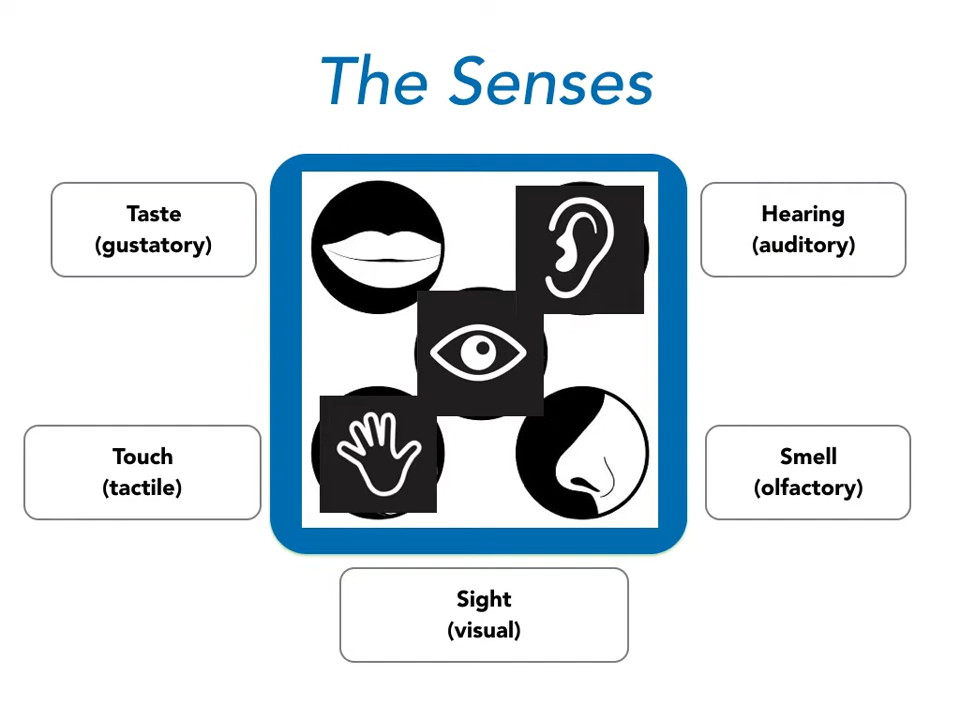 The Senses
Taste
(gustatory)
Hearing
(auditory)
Touch
(tactile)
Smell
(olfactory)
Sight
(visual)